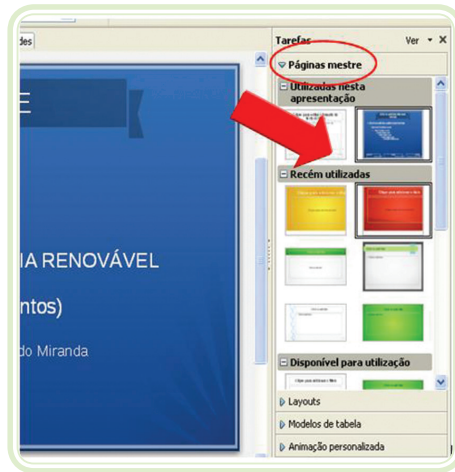 des
E
IA RENOVÁVEL
ntos)
do Miranda
Tarefas
Ver
Páginas mestre
Utilizadas nesta
apresentação
Recém utilizadas
Disponível para utilização
Layouts
Modelos de tabela
Animação personalizada